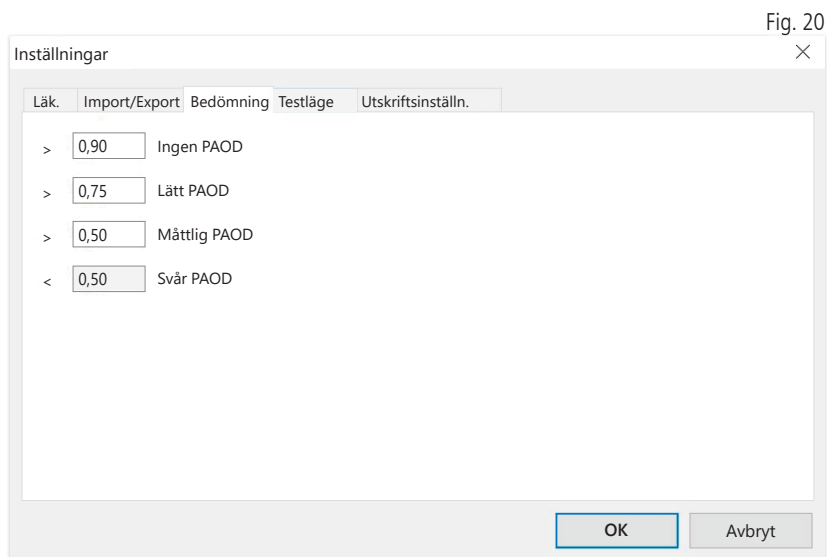 Fig. 20
Inställningar
Läk. Import/Export Bedömning Testläge Utskriftsinställn.
> 0,90 Ingen PAOD
> 0,75 Lätt PAOD
> 0,50 Måttlig PAOD
< 0,50 Svår PAOD
OK Avbryt